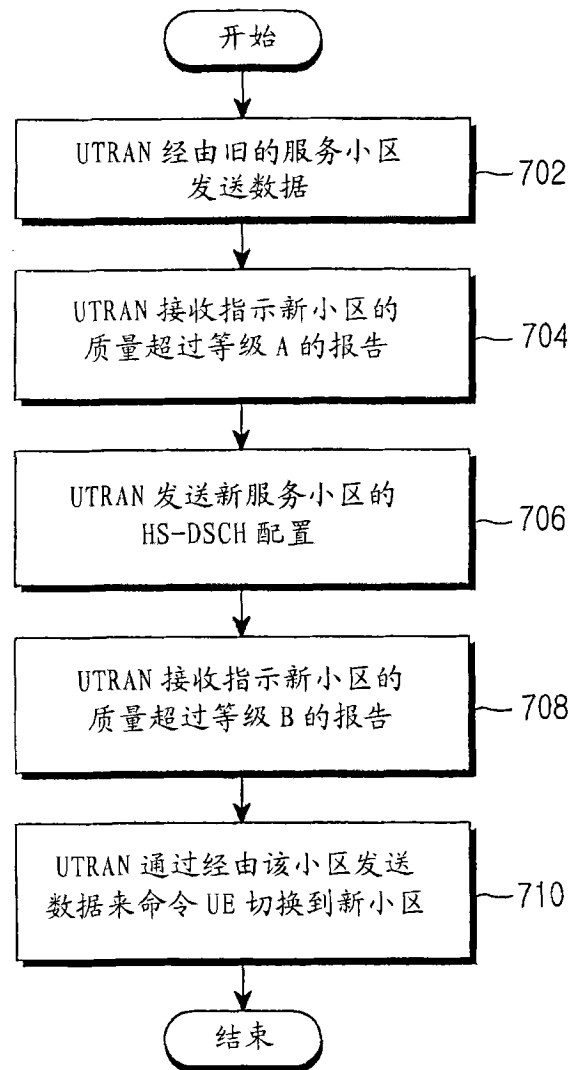 开始
UTRAN 经由旧的服务小区
发送数据
702
UTRAN 接收指示新小区的
质量超过等级 A 的报告
704
UTRAN 发送新服务小区的
HS-DSCH 配置
706
UTRAN 接收指示新小区的
质量超过等级 B 的报告
708
UTRAN 通过经由该小区发送
数据来命令 UE 切换到新小区
710
结束